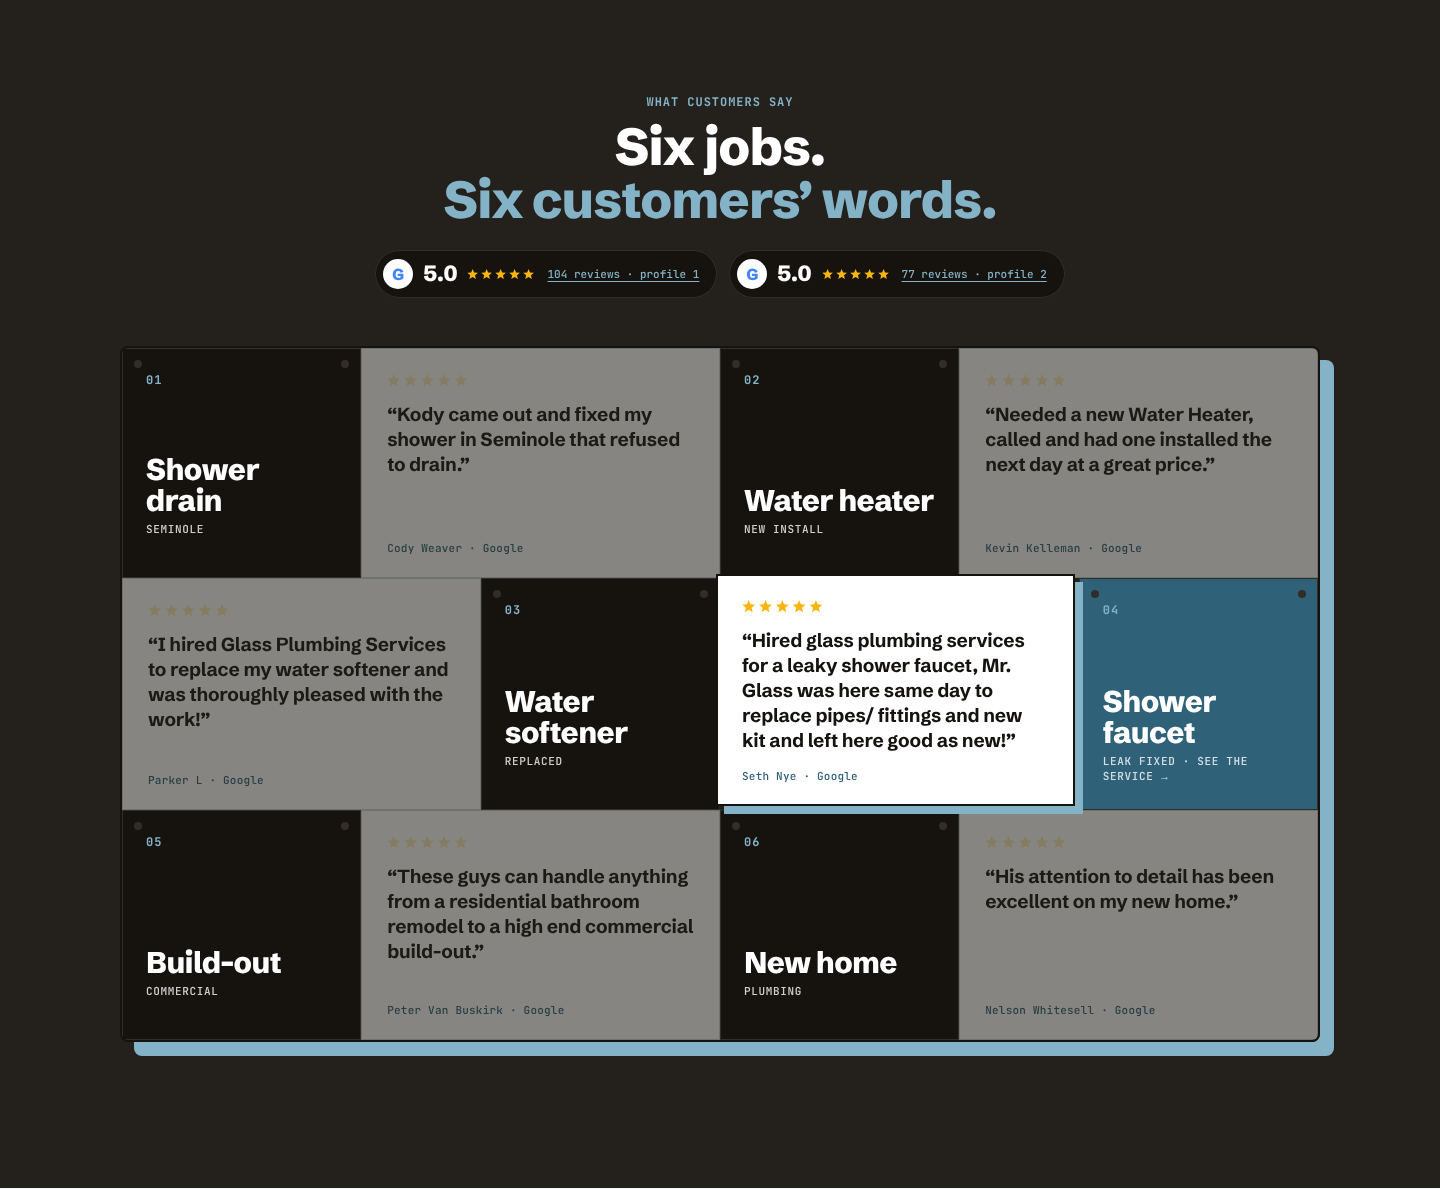 WHAT CUSTOMERS SAY
Six jobs.
Six customers’ words.
G 5.0 ★★★★★ 104 reviews · profile 1
G 5.0 ★★★★★ 77 reviews · profile 2
01
Shower
drain
SEMINOLE
★★★★★
“Kody came out and fixed my
shower in Seminole that refused
to drain.”
Cody Weaver · Google
02
Water heater
NEW INSTALL
★★★★★
“Needed a new Water Heater,
called and had one installed the
next day at a great price.”
Kevin Kelleman · Google
★★★★★
“I hired Glass Plumbing Services
to replace my water softener and
was thoroughly pleased with the
work!”
Parker L · Google
03
Water
softener
REPLACED
★★★★★
“Hired glass plumbing services
for a leaky shower faucet, Mr.
Glass was here same day to
replace pipes/ fittings and new
kit and left here good as new!”
Seth Nye · Google
04
Shower
faucet
LEAK FIXED · SEE THE
SERVICE →
05
Build-out
COMMERCIAL
★★★★★
“These guys can handle anything
from a residential bathroom
remodel to a high end commercial
build-out.”
Peter Van Buskirk · Google
06
New home
PLUMBING
★★★★★
“His attention to detail has been
excellent on my new home.”
Nelson Whitesell · Google